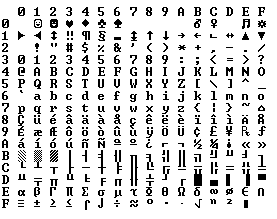 0 1 2 3 4 5 6 7 8 9 A B C D E F
0 ☺ ☻ ♥ ♦ ♣ ♠ ♂ ♀ ♫ ☼
1 ► ◄ ↕ ‼ ¶ § ▬ ↨ ↑ ↓ → ← ∟ ↔ ▲ ▼
2 ! " # $ % & ' ( ) * + , - . /
3 0 1 2 3 4 5 6 7 8 9 : ; < = > ?
4 @ A B C D E F G H I J K L M N O
5 P Q R S T U V W X Y Z [ \ ] ^ _
6 ` a b c d e f g h i j k l m n o
7 p q r s t u v w x y z { | } ~ ⌂
8 Ç ü é â ä à å ç ê ë è ï î ì Ä Å
9 É æ Æ ô ö ò û ù ÿ Ö Ü ¢ £ ¥ ₧ ƒ
A á í ó ú ñ Ñ ª º ¿ ⌐ ¬ ½ ¼ ¡ « »
B
C
D
E α ß Γ π Σ σ µ τ Φ Θ Ω δ ∞ φ ε ∩
F ≡ ± ≥ ≤ ⌠ ⌡ ÷ ≈ ° ∙ · √ ⁿ ² ■